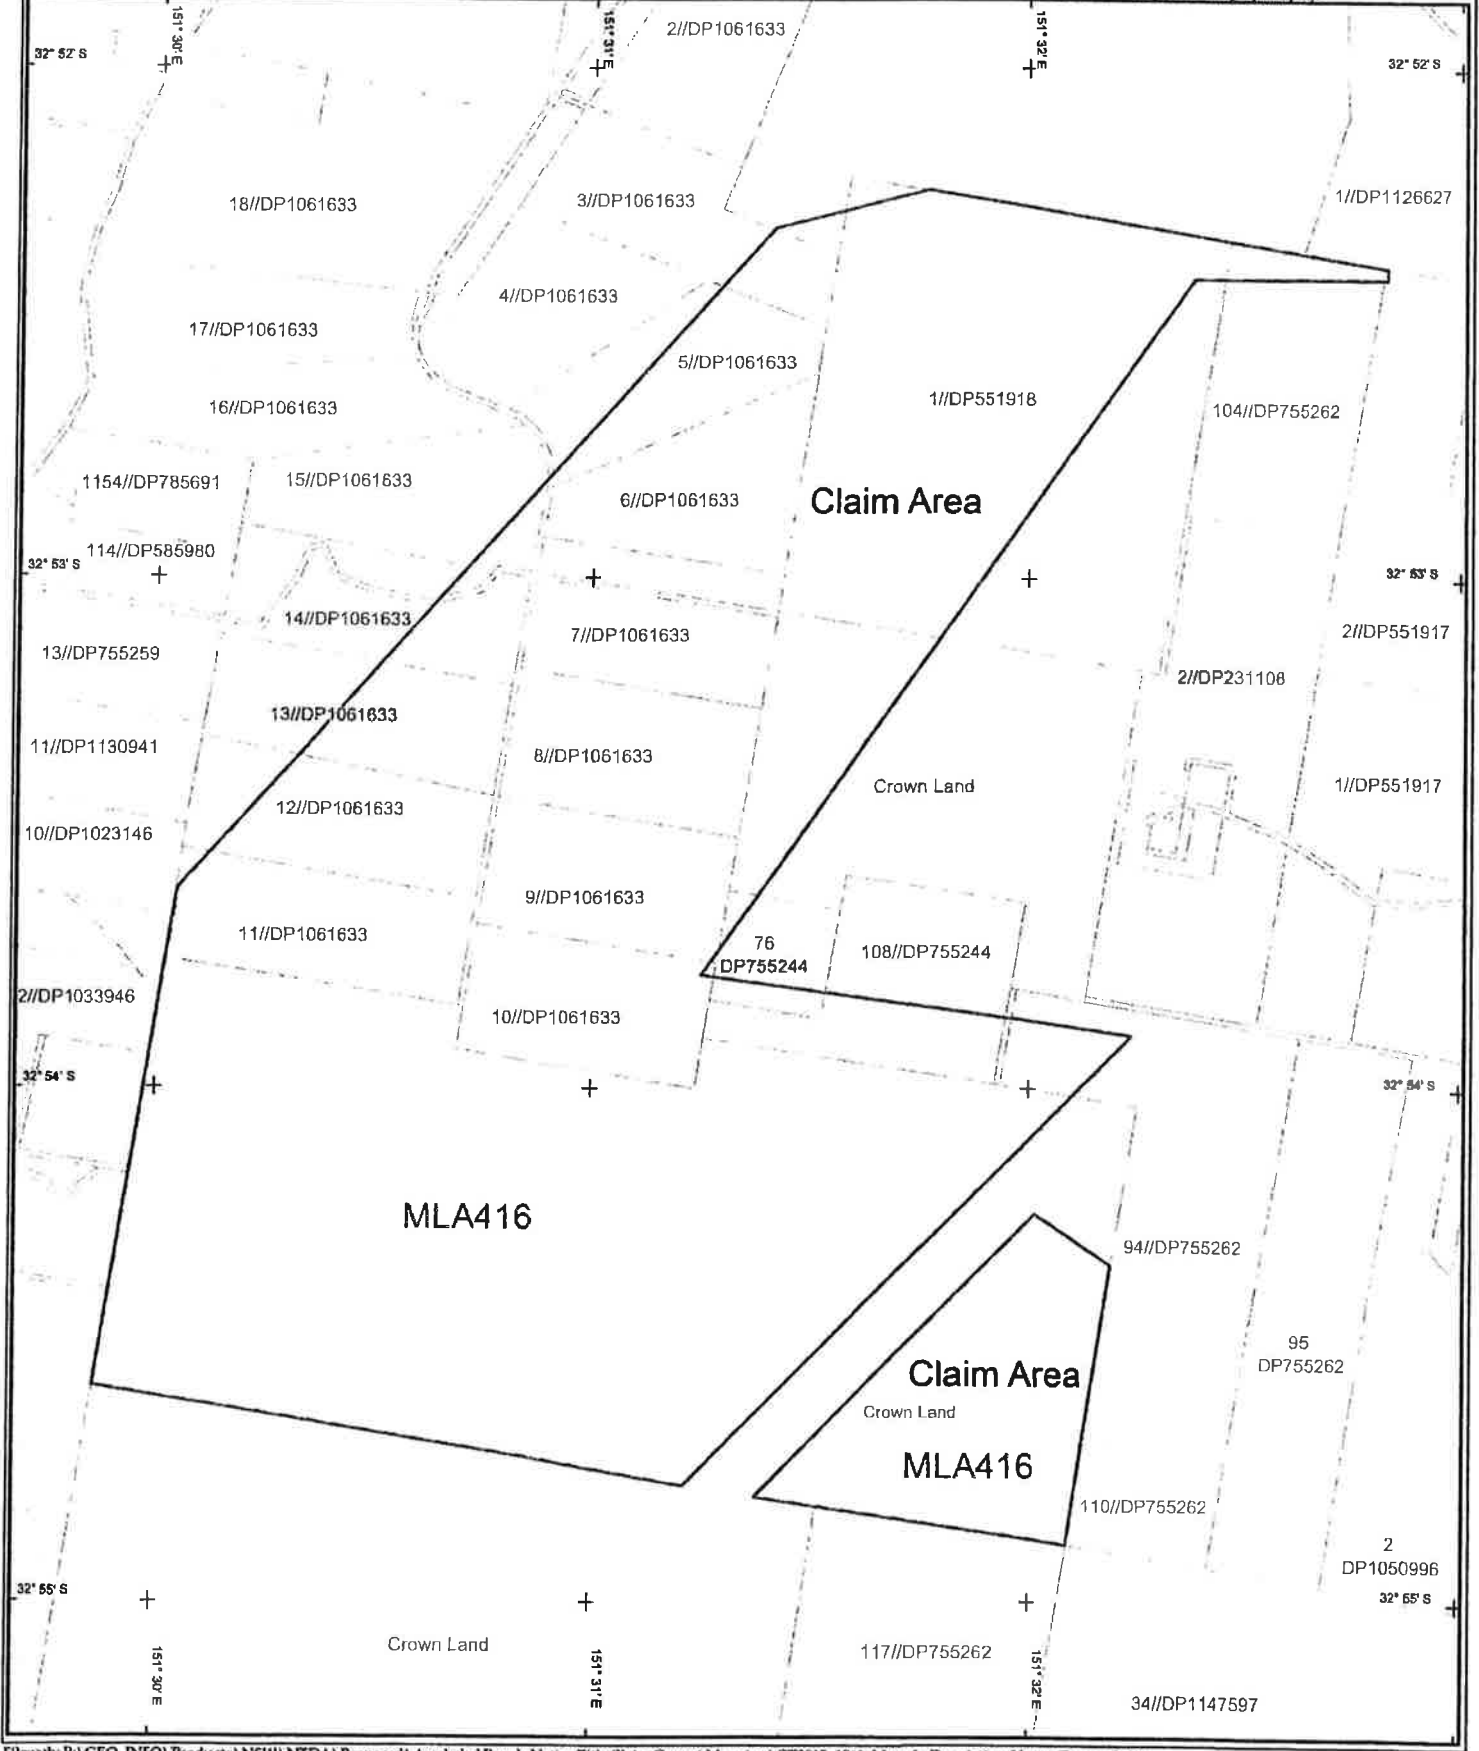 151° 30' E
151° 31' E
2//DP1061633
151° 32' E
32° 52' S
32° 52' S
18//DP1061633
3//DP1061633
1//DP1126627
4//DP1061633
17//DP1061633
5//DP1061633
16//DP1061633
1//DP551918
104//DP755262
1154//DP785691
15//DP1061633
6//DP1061633
Claim Area
114//DP585980
32° 53' S
32° 53' S
14//DP1061633
7//DP1061633
2//DP551917
13//DP755259
2//DP231108
13//DP1061633
11//DP1130941
8//DP1061633
Crown Land
1//DP551917
12//DP1061633
10//DP1023146
9//DP1061633
11//DP1061633
76
DP755244
108//DP755244
2//DP1033946
10//DP1061633
32° 54' S
32° 54' S
MLA416
94//DP755262
95
DP755262
Claim Area
Crown Land
MLA416
110//DP755262
2
DP1050996
32° 55' S
32° 55' S
Crown Land
117//DP755262
151° 30' E
151° 31' E
151° 32' E
34//DP1147597